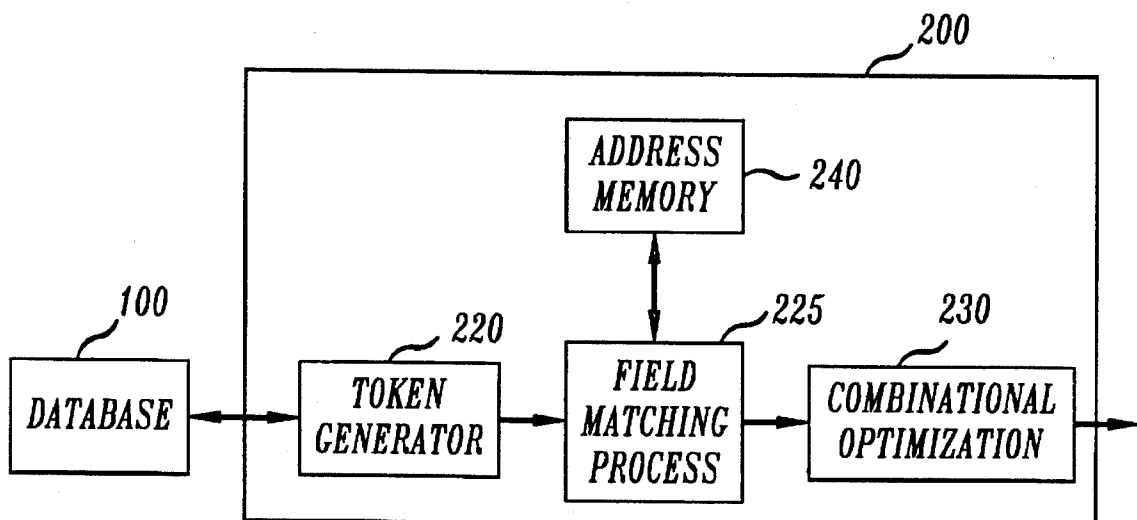 200
ADDRESS
MEMORY
240
100
220
225
230
DATABASE
TOKEN
GENERATOR
FIELD
MATCHING
PROCESS
COMBINATIONAL
OPTIMIZATION